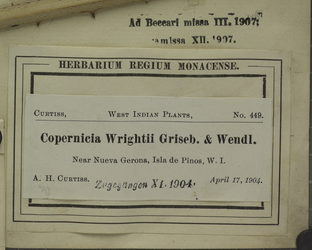 Ad Beccari missa III. 1907;
missa XII. 1907.
HERBARIUM REGIUM MONACENSE.
CURTISS, WEST INDIAN PLANTS, No. 449.
Copernicia Wrightii Griseb. & Wendl.
Near Nueva Gerona, Isla de Pinos, W. I.
A. H. CURTISS. Zugegangen XI. 1904. April 17, 1904.